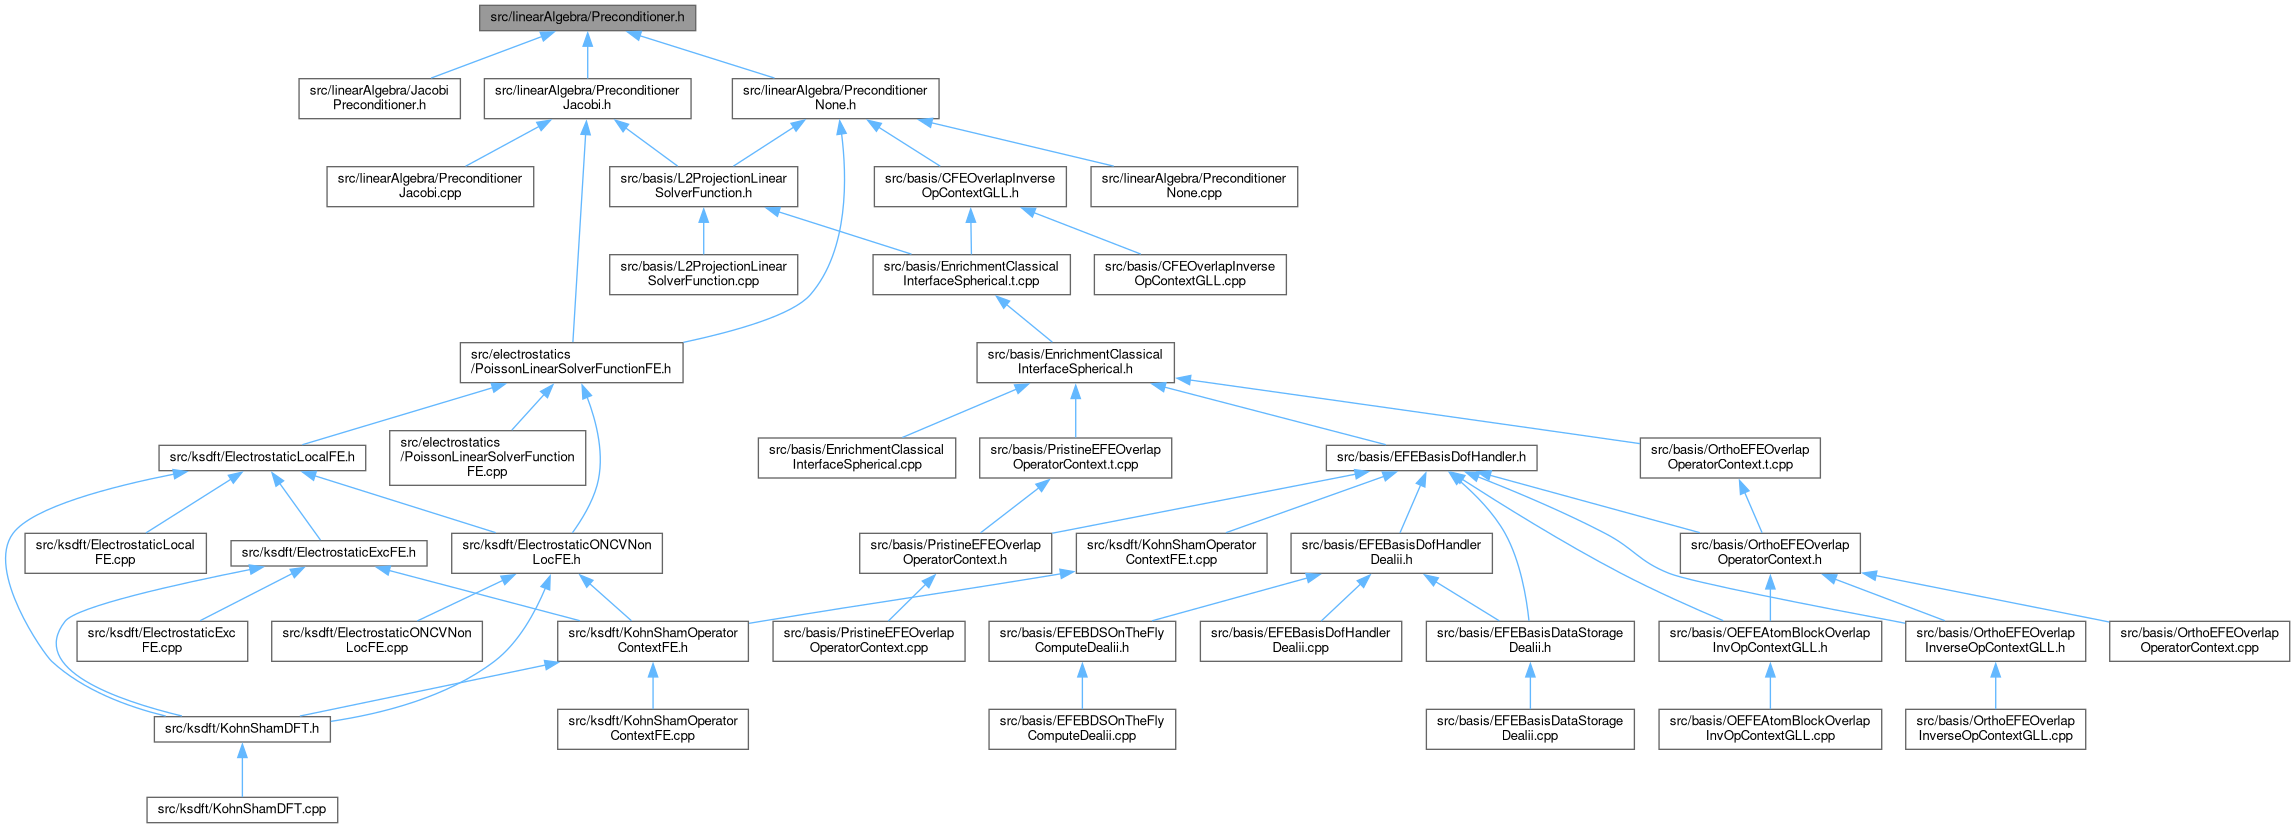 src/linearAlgebra/Preconditioner.h
src/linearAlgebra/Jacobi
Preconditioner.h
src/linearAlgebra/Preconditioner
Jacobi.h
src/linearAlgebra/Preconditioner
None.h
src/linearAlgebra/Preconditioner
Jacobi.cpp
src/basis/L2ProjectionLinear
SolverFunction.h
src/basis/CFEOverlapInverse
OpContextGLL.h
src/linearAlgebra/Preconditioner
None.cpp
src/basis/L2ProjectionLinear
SolverFunction.cpp
src/basis/EnrichmentClassical
InterfaceSpherical.t.cpp
src/basis/CFEOverlapInverse
OpContextGLL.cpp
src/electrostatics
/PoissonLinearSolverFunctionFE.h
src/basis/EnrichmentClassical
InterfaceSpherical.h
src/ksdft/ElectrostaticLocalFE.h
src/electrostatics
/PoissonLinearSolverFunction
FE.cpp
src/basis/EnrichmentClassical
InterfaceSpherical.cpp
src/basis/PristineEFEOverlap
OperatorContext.t.cpp
src/basis/EFEBasisDofHandler.h
src/basis/OrthoEFEOverlap
OperatorContext.t.cpp
src/ksdft/ElectrostaticLocal
FE.cpp
src/ksdft/ElectrostaticExcFE.h
src/ksdft/ElectrostaticONCVNon
LocFE.h
src/basis/PristineEFEOverlap
OperatorContext.h
src/ksdft/KohnShamOperator
ContextFE.t.cpp
src/basis/EFEBasisDofHandler
Dealii.h
src/basis/OrthoEFEOverlap
OperatorContext.h
src/ksdft/ElectrostaticExc
FE.cpp
src/ksdft/ElectrostaticONCVNon
LocFE.cpp
src/ksdft/KohnShamOperator
ContextFE.h
src/basis/PristineEFEOverlap
OperatorContext.cpp
src/basis/EFEBDSOnTheFly
ComputeDealii.h
src/basis/EFEBasisDofHandler
Dealii.cpp
src/basis/EFEBasisDataStorage
Dealii.h
src/basis/OEFEAtomBlockOverlap
InvOpContextGLL.h
src/basis/OrthoEFEOverlap
InverseOpContextGLL.h
src/basis/OrthoEFEOverlap
OperatorContext.cpp
src/ksdft/KohnShamDFT.h
src/ksdft/KohnShamOperator
ContextFE.cpp
src/basis/EFEBDSOnTheFly
ComputeDealii.cpp
src/basis/EFEBasisDataStorage
Dealii.cpp
src/basis/OEFEAtomBlockOverlap
InvOpContextGLL.cpp
src/basis/OrthoEFEOverlap
InverseOpContextGLL.cpp
src/ksdft/KohnShamDFT.cpp